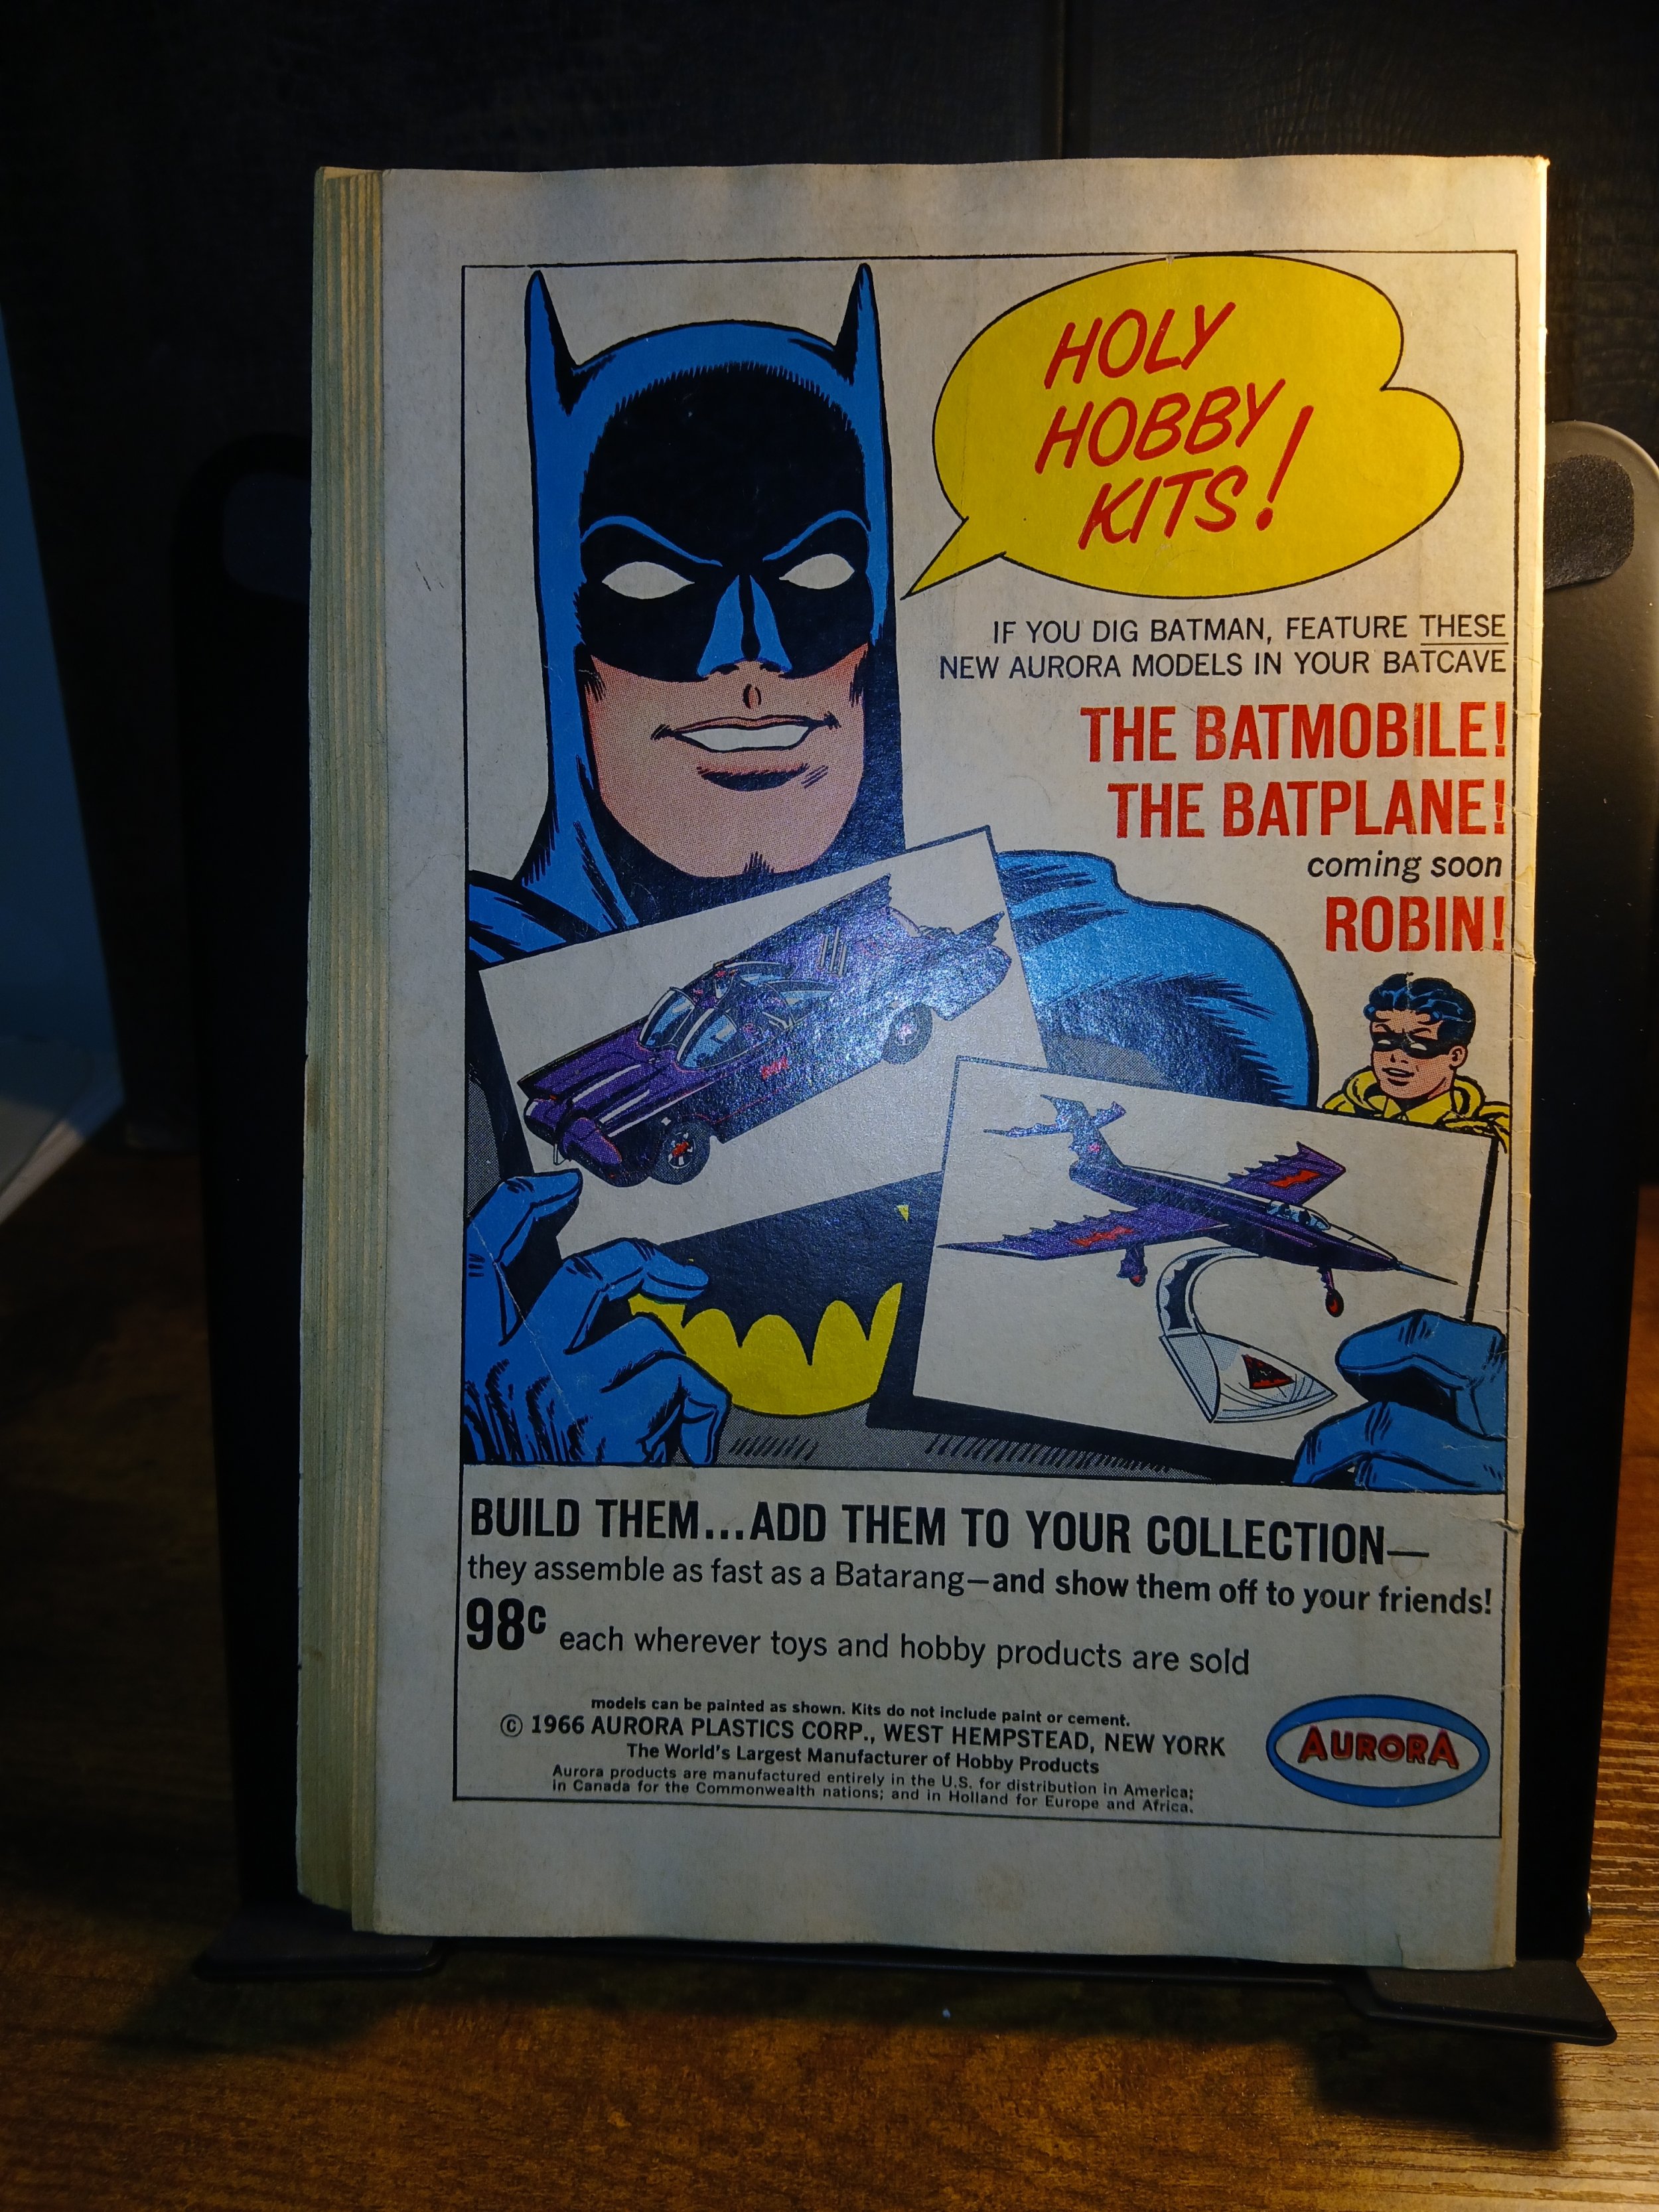 HOLY
HOBBY
KITS!
IF YOU DIG BATMAN, FEATURE THESE
NEW AURORA MODELS IN YOUR BATCAVE
THE BATMOBILE!
THE BATPLANE!
coming soon
ROBIN!
BUILD THEM...ADD THEM TO YOUR COLLECTION—
they assemble as fast as a Batarang—and show them off to your friends!
98¢ each wherever toys and hobby products are sold
models can be painted as shown. Kits do not include paint or cement.
© 1966 AURORA PLASTICS CORP., WEST HEMPSTEAD, NEW YORK
The World's Largest Manufacturer of Hobby Products
Aurora products are manufactured entirely in the U.S. for distribution in America;
in Canada for the Commonwealth nations; and in Holland for Europe and Africa.
AURORA